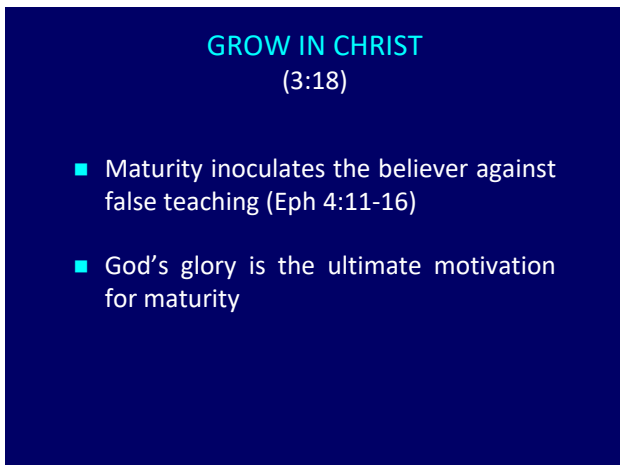 GROW IN CHRIST
(3:18)
Maturity inoculates the believer against
false teaching (Eph 4:11-16)
God’s glory is the ultimate motivation
for maturity